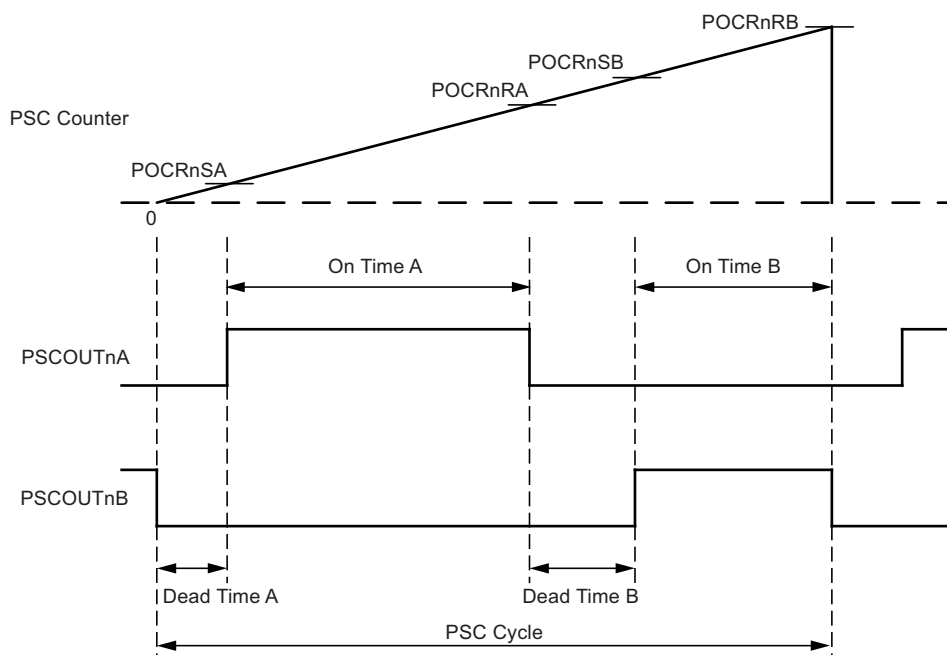 POCRnRB
POCRnSB
POCRnRA
PSC Counter
POCRnSA
0
On Time A
On Time B
PSCOUTnA
PSCOUTnB
Dead Time A
Dead Time B
PSC Cycle